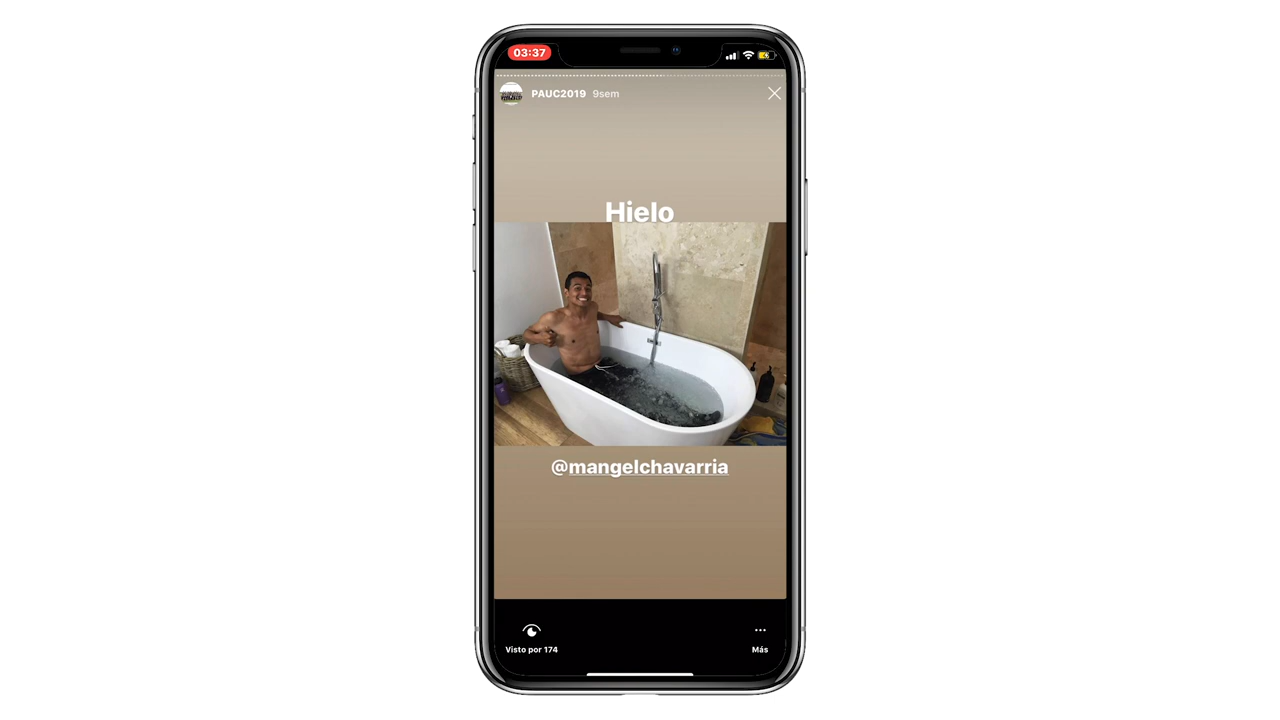 03:37
PAUC2019 9sem
Hielo
@mangelchavarria
Visto por 174
Más